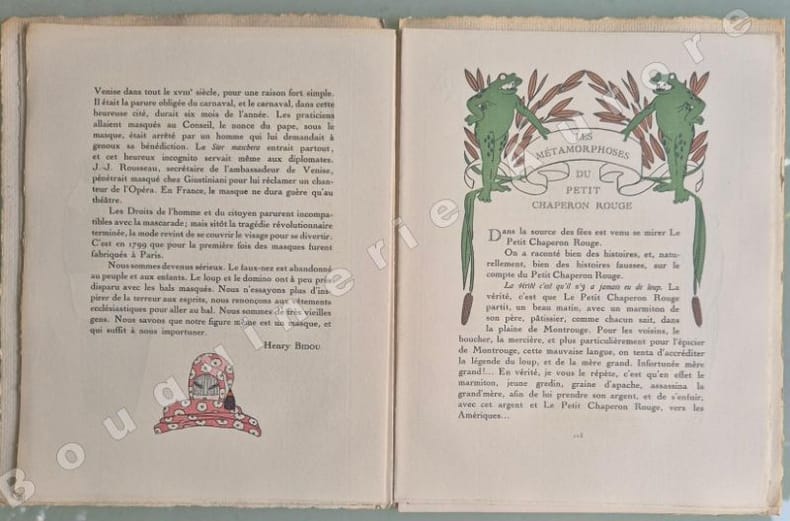 Venise dans tout le XVIIIᵉ siècle, pour une raison fort simple.
Il était la parure obligée du carnaval, et le carnaval, dans cette
heureuse cité, durait six mois de l'année. Les praticiens
allaient masqués au Conseil, le nonce du pape, sous le
masque, était arrêté par un homme qui lui demandait à
genoux sa bénédiction. Le Sior maschera entrait partout,
et cet heureux incognito servait même aux diplomates.
J.-J. Rousseau, secrétaire de l'ambassadeur de Venise,
pénétrait masqué chez Giustiniani pour lui réclamer un chan-
teur de l'Opéra. En France, le masque ne dura guère qu'au
théâtre.
Les Droits de l'homme et du citoyen parurent incompa-
tibles avec la mascarade; mais sitôt la tragédie révolutionnaire
terminée, la mode revint de se couvrir le visage pour se divertir.
C'est en 1799 que pour la première fois des masques furent
fabriqués à Paris.
Nous sommes devenus sérieux. Le faux-nez est abandonné
au peuple et aux enfants. Le loup et le domino ont à peu près
disparu avec les bals masqués. Nous n'essayons plus d'ins-
pirer de la terreur aux esprits, nous renonçons aux vêtements
ecclésiastiques pour aller au bal. Nous sommes de très vieilles
gens. Nous savons que notre figure même est un masque, et
qui suffit à nous importuner.
Henry BIDOU.
LES
MÉTAMORPHOSES
DU
PETIT
CHAPERON ROUGE
Dans la source des fées est venu se mirer Le
Petit Chaperon Rouge.
On a raconté bien des histoires, et, natu-
rellement, bien des histoires fausses, sur le
compte du Petit Chaperon Rouge.
La vérité c'est qu'il n'y a jamais eu de loup. La
vérité, c'est que Le Petit Chaperon Rouge
partit, un beau matin, avec un marmiton de
son père, pâtissier, comme chacun sait, dans
la plaine de Montrouge. Pour les voisins, le
boucher, la mercière, et plus particulièrement pour l'épicier
de Montrouge, cette mauvaise langue, on tenta d'accréditer
la légende du loup, et de la mère grand. Infortunée mère
grand!... En vérité, je vous le répète, c'est qu'en effet le
marmiton, jeune gredin, graine d'apache, assassina la
grand'mère, afin de lui prendre son argent, et de s'enfuir,
avec cet argent et Le Petit Chaperon Rouge, vers les
Amériques...
Bouquinerie Aurore